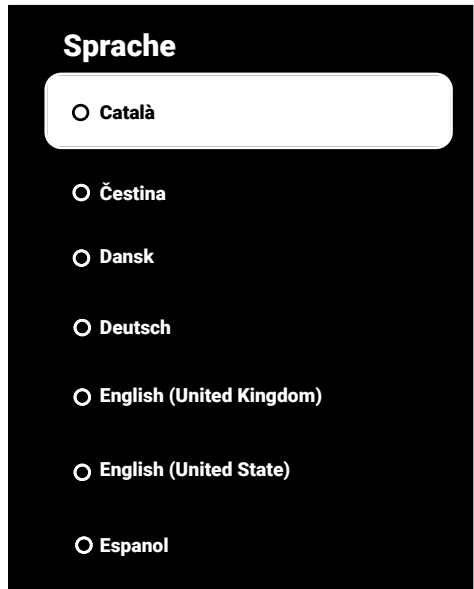 Sprache
Català
Čestina
Dansk
Deutsch
English (United Kingdom)
English (United State)
Espanol